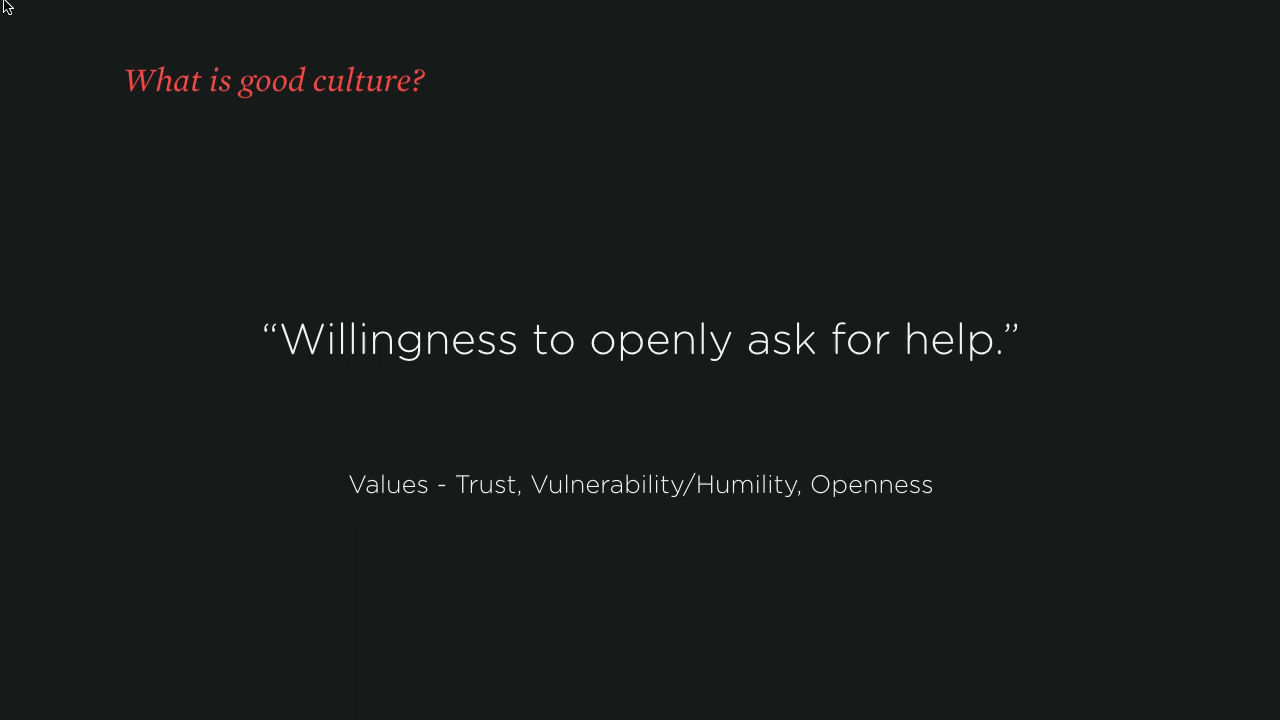 What is good culture?
“Willingness to openly ask for help.”
Values - Trust, Vulnerability/Humility, Openness